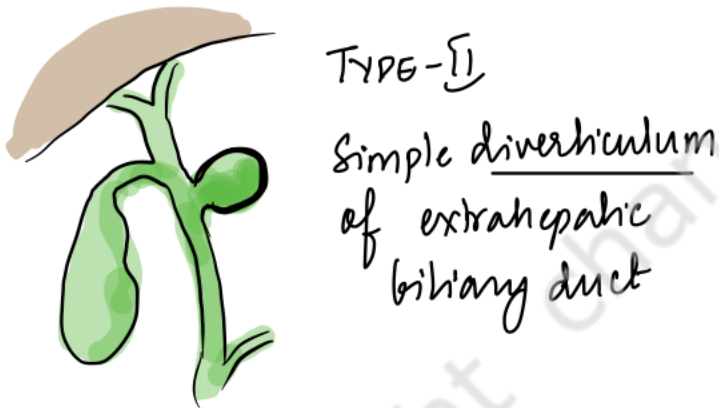 TYPE-II
Simple diverticulum
of extrahepatic
biliary duct